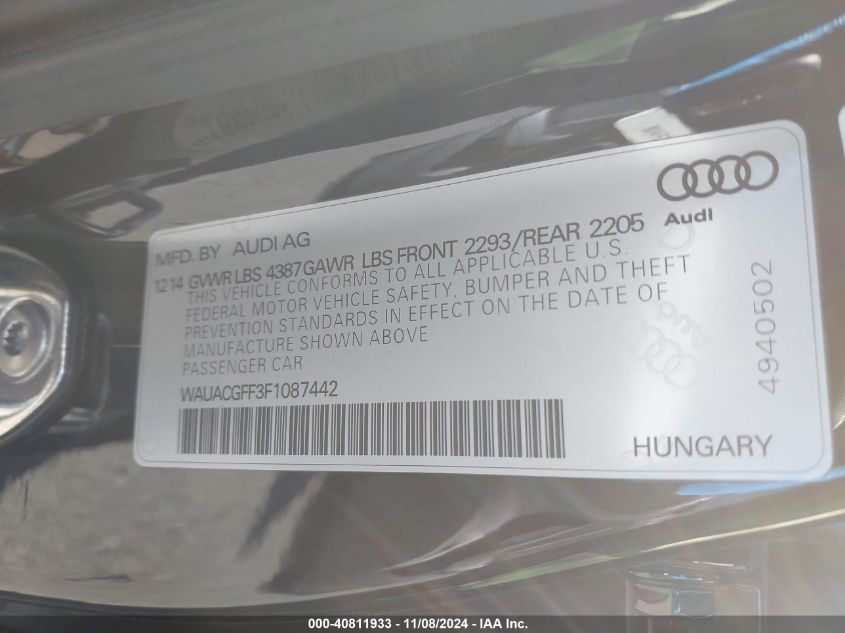 Audi
MFD. BY AUDI AG
12 14 GVWR LBS 4387 GAWR LBS FRONT 2293/REAR 2205
THIS VEHICLE CONFORMS TO ALL APPLICABLE U.S.
FEDERAL MOTOR VEHICLE SAFETY, BUMPER AND THEFT
PREVENTION STANDARDS IN EFFECT ON THE DATE OF
MANUFACTURE SHOWN ABOVE
PASSENGER CAR
WAUACGFF3F1087442
HUNGARY
4940502
000-40811933 - 11/08/2024 - IAA Inc.